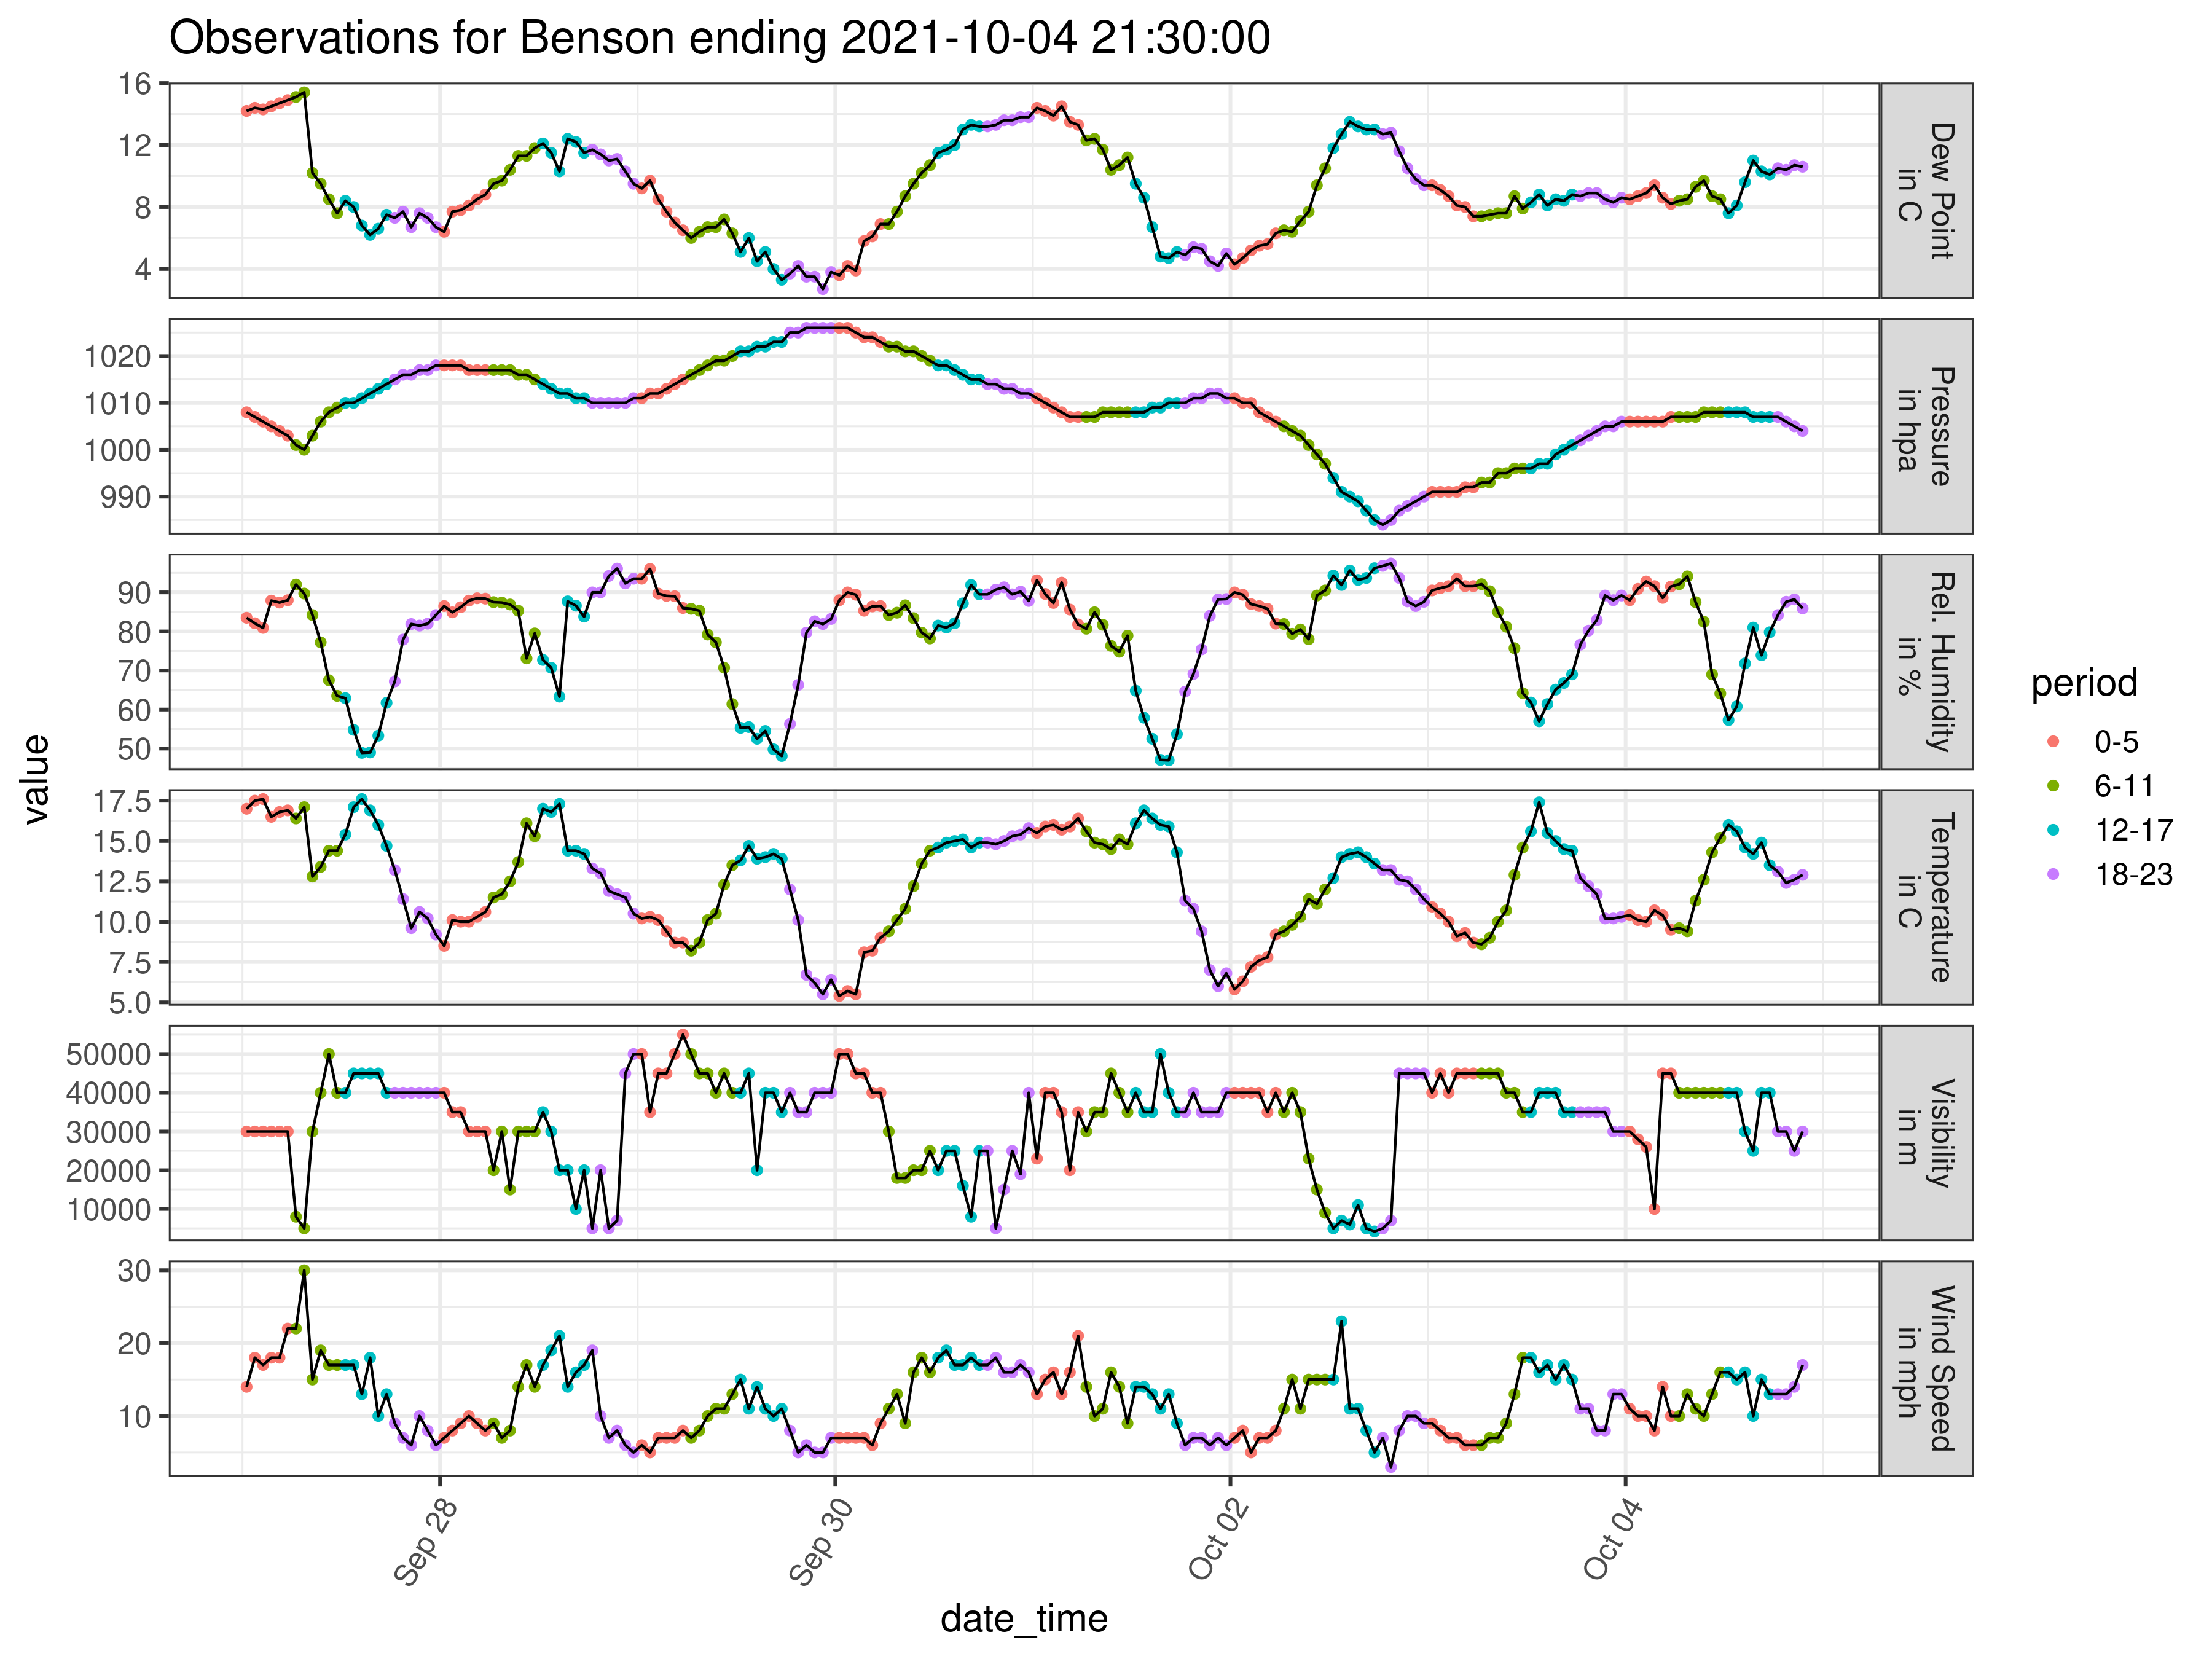 Observations for Benson ending 2021-10-04 21:30:00
16
12
8
4
Dew Point
in C
1020
1010
1000
990
Pressure
in hpa
90
80
70
60
50
Rel. Humidity
in %
17.5
15.0
12.5
10.0
7.5
5.0
Temperature
in C
50000
40000
30000
20000
10000
Visibility
in m
30
20
10
Wind Speed
in mph
value
Sep 28
Sep 30
Oct 02
Oct 04
date_time
period
0-5
6-11
12-17
18-23